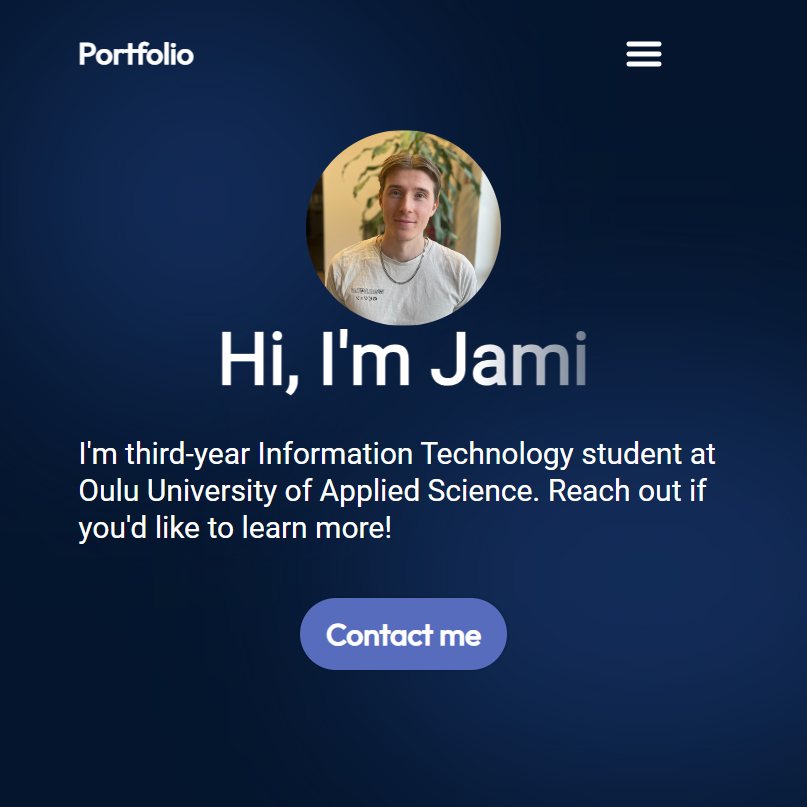 Portfolio
Hi, I'm Jami
I'm third-year Information Technology student at
Oulu University of Applied Science. Reach out if
you'd like to learn more!
Contact me